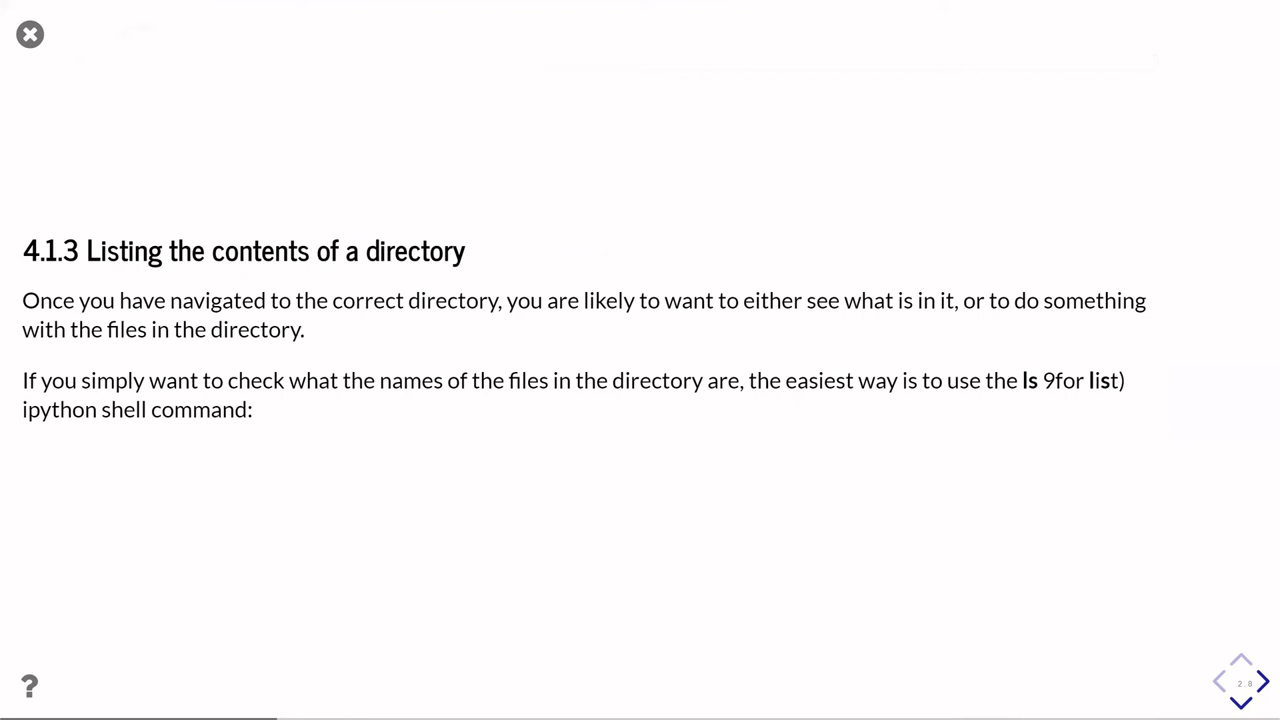 4.1.3 Listing the contents of a directory
Once you have navigated to the correct directory, you are likely to want to either see what is in it, or to do something
with the files in the directory.
If you simply want to check what the names of the files in the directory are, the easiest way is to use the ls 9for list)
ipython shell command:
?
2.8